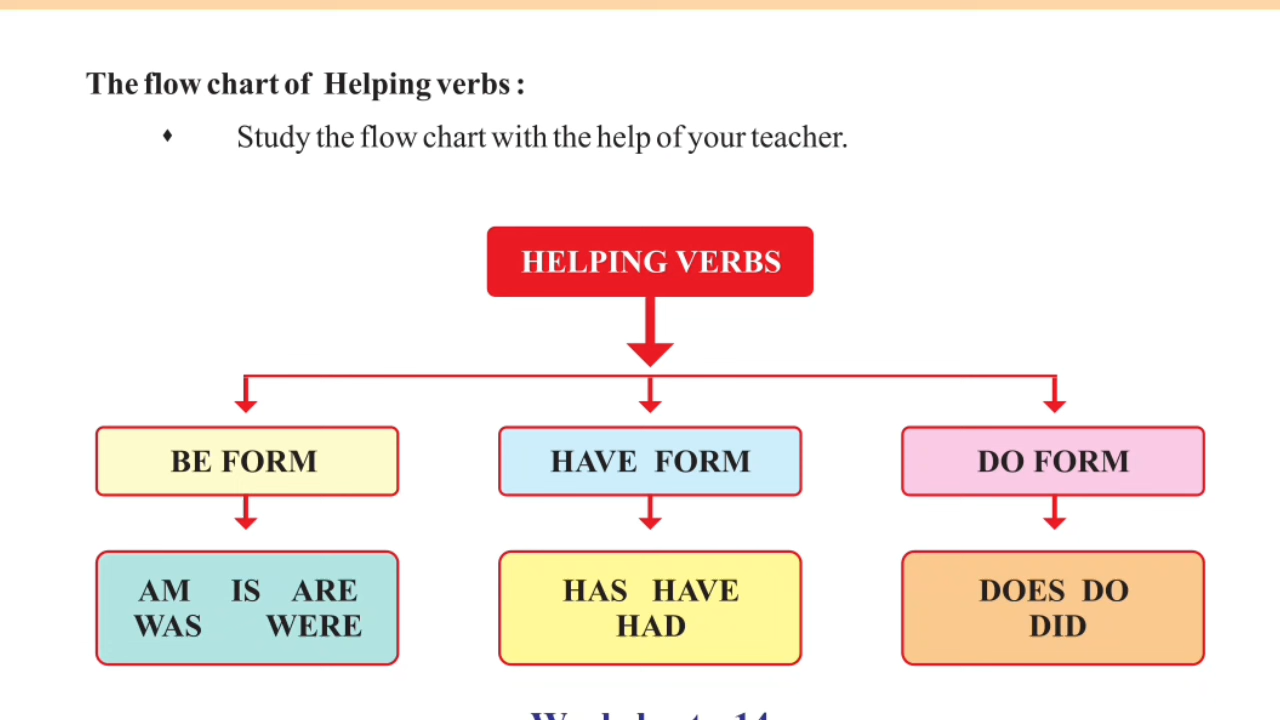 The flow chart of Helping verbs :
♦ Study the flow chart with the help of your teacher.
HELPING VERBS
BE FORM
HAVE FORM
DO FORM
AM IS ARE
WAS WERE
HAS HAVE
HAD
DOES DO
DID